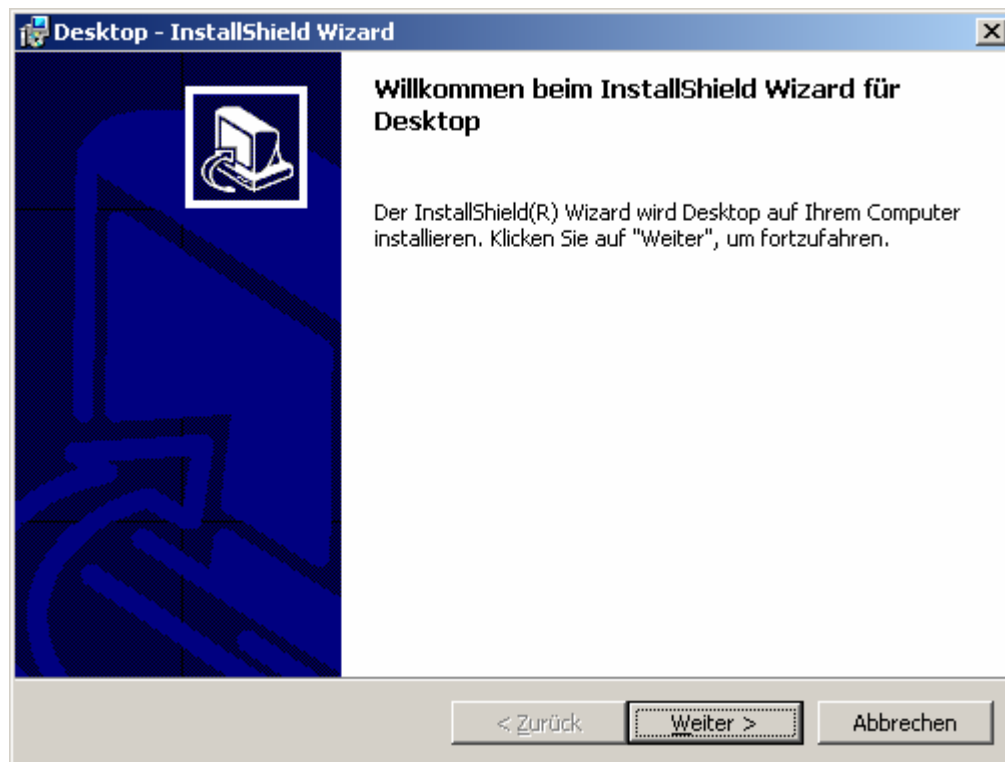 Desktop - InstallShield Wizard
Willkommen beim InstallShield Wizard für
Desktop
Der InstallShield(R) Wizard wird Desktop auf Ihrem Computer
installieren. Klicken Sie auf "Weiter", um fortzufahren.
< Zurück Weiter > Abbrechen